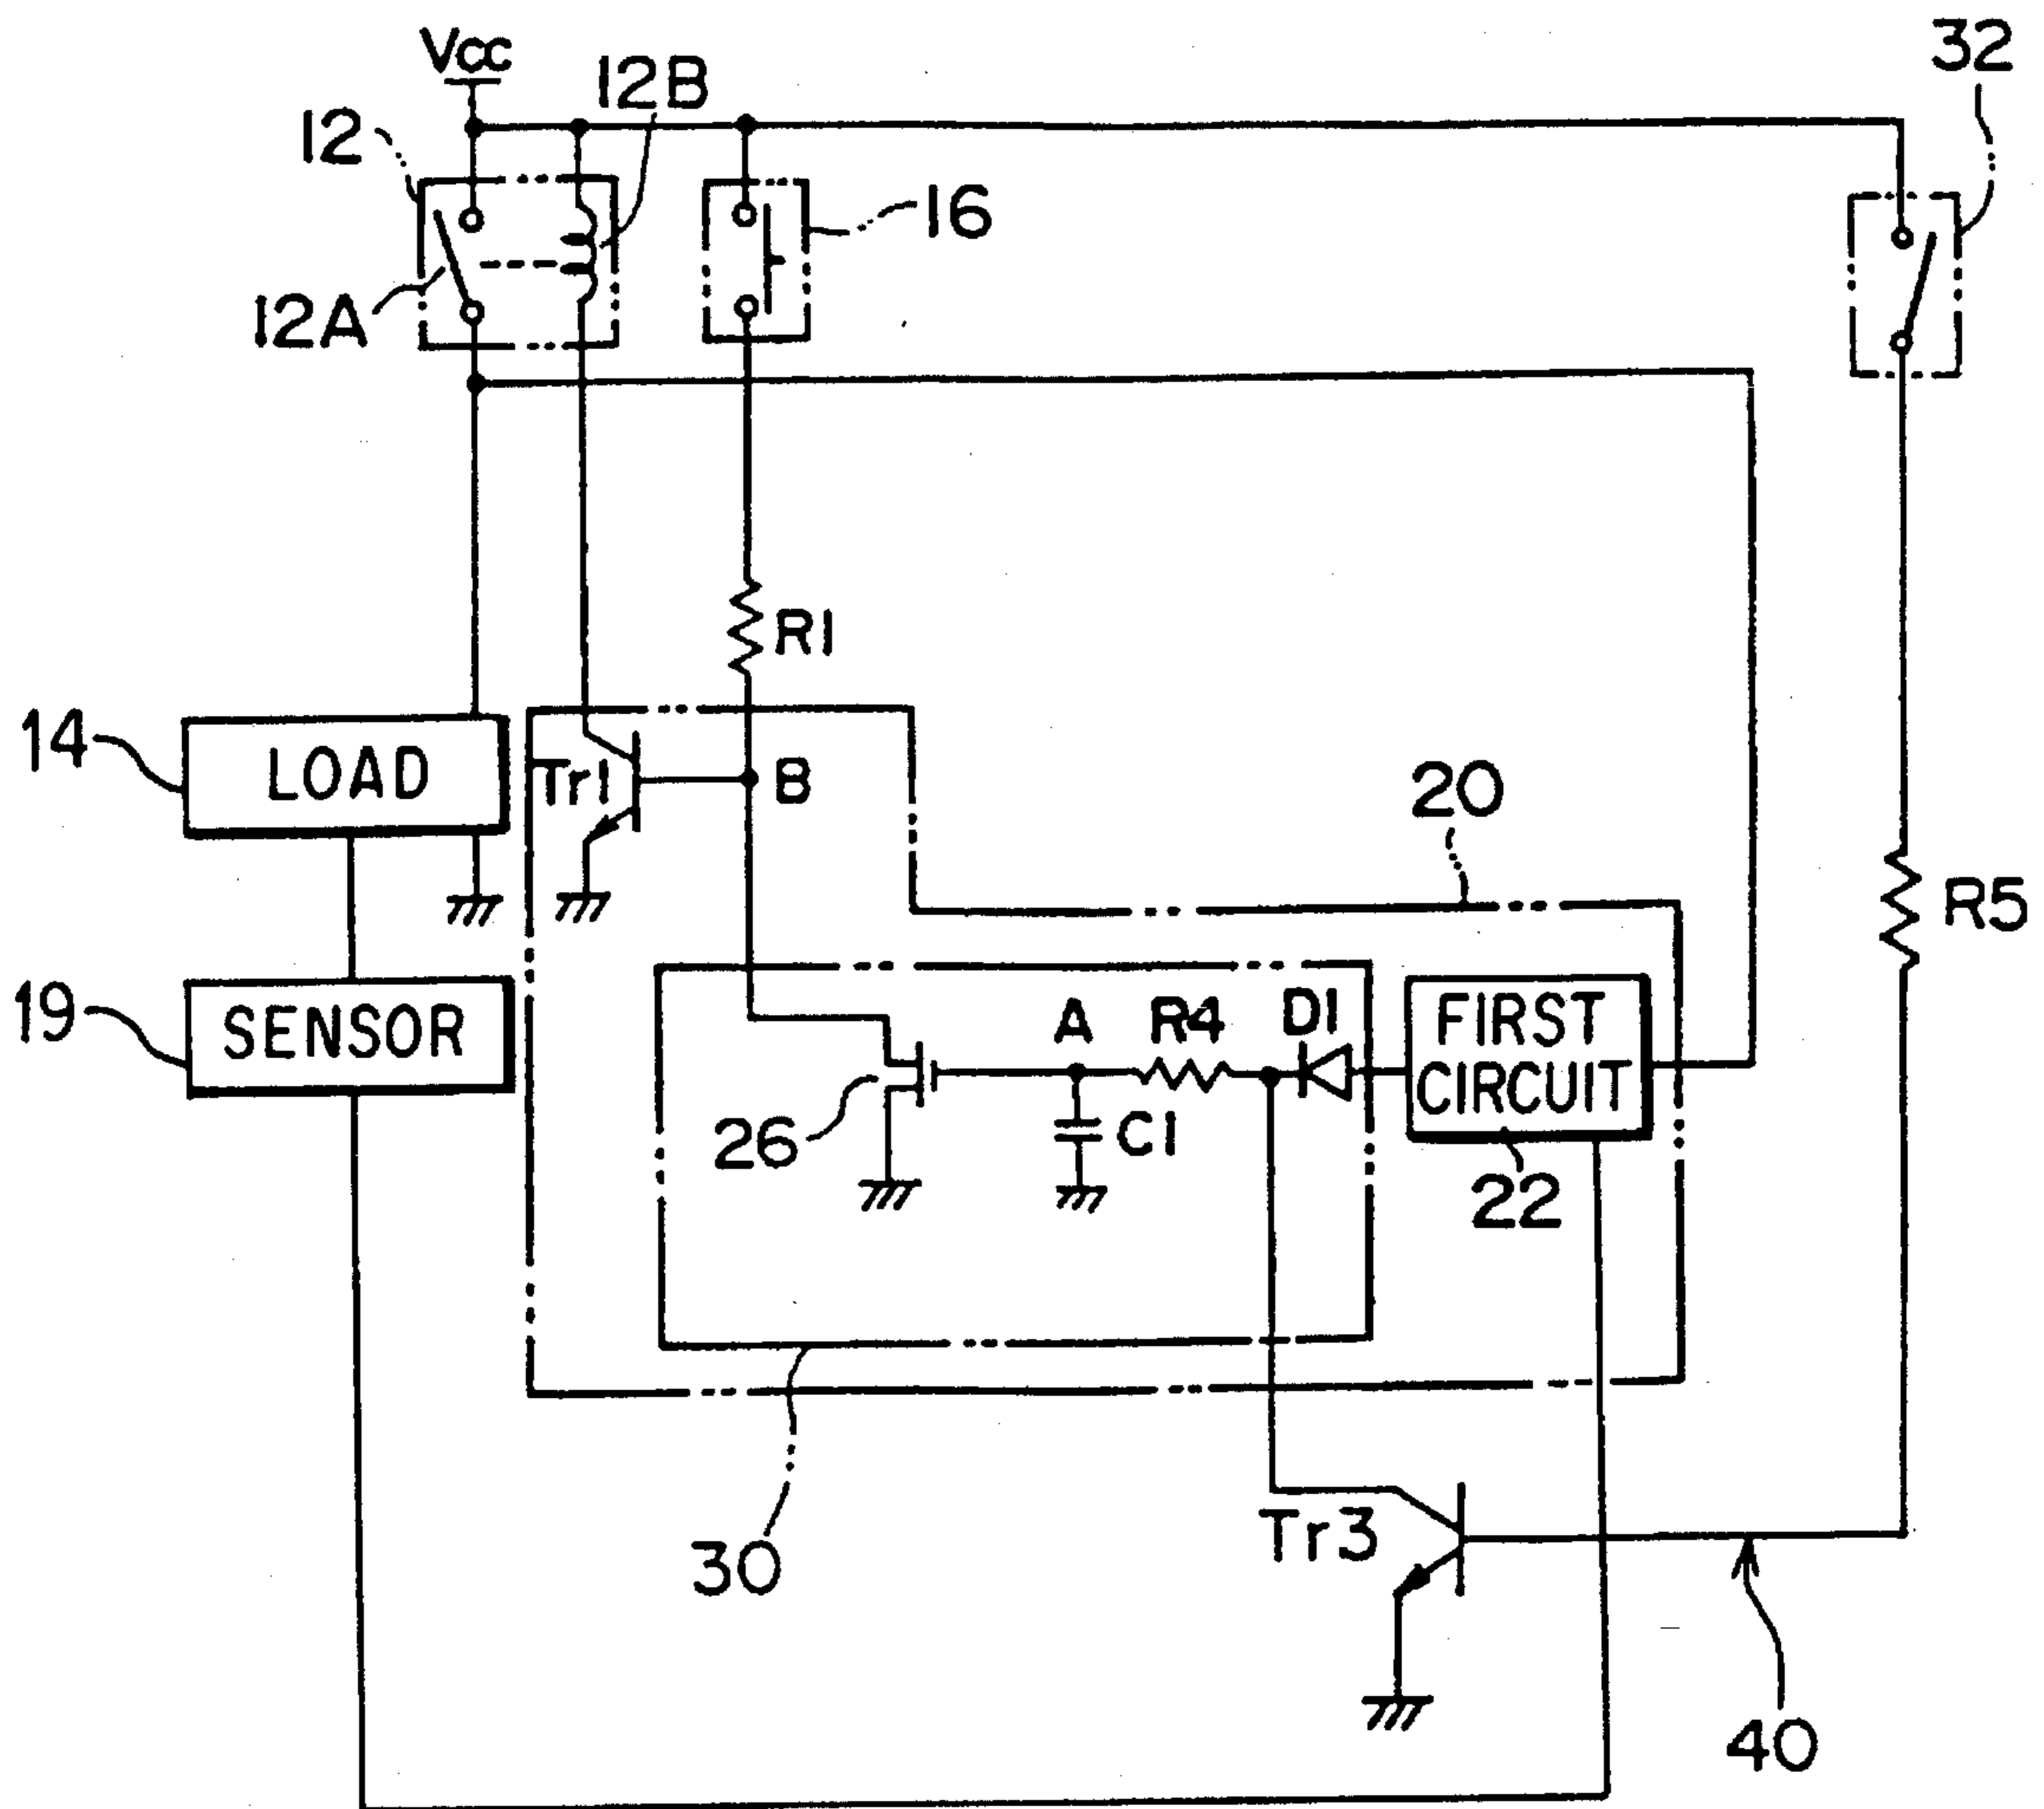 Vcc
32
12B
12
16
12A
R1
14
LOAD
Tr1
B
20
R5
19
SENSOR
A
R4
D1
FIRST
CIRCUIT
26
C1
22
Tr3
30
40